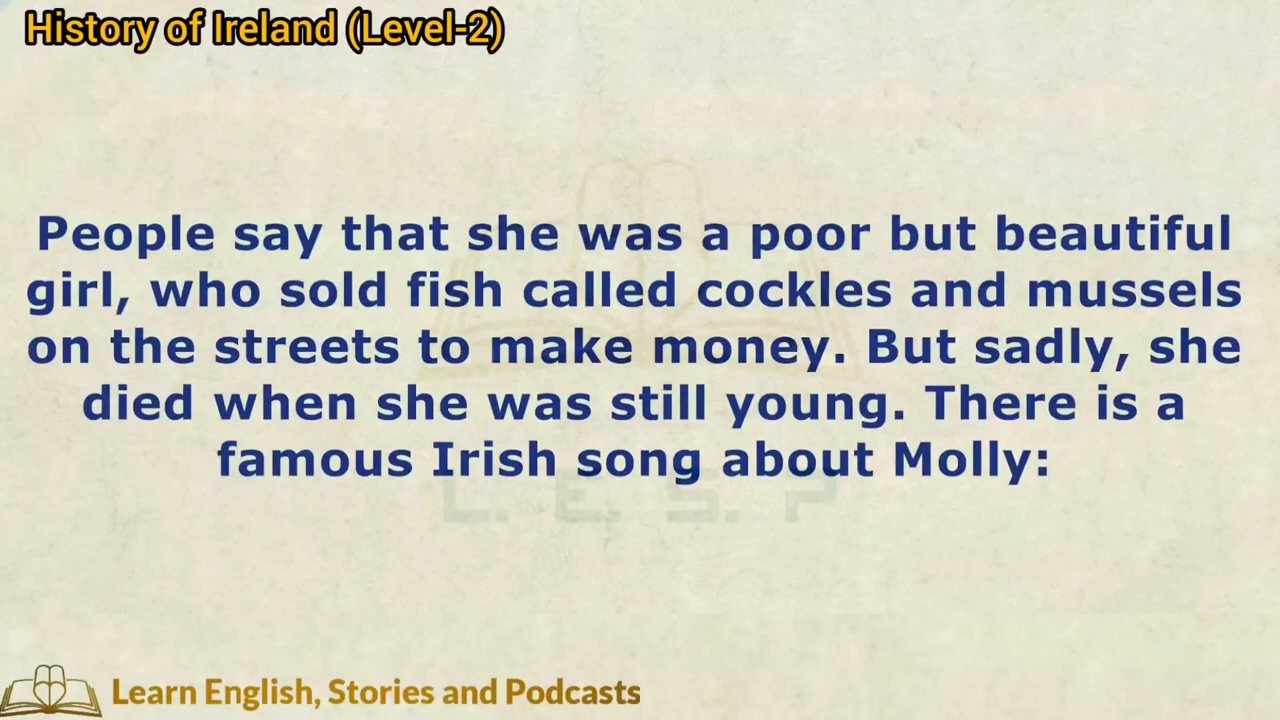 History of Ireland (Level-2)
People say that she was a poor but beautiful
girl, who sold fish called cockles and mussels
on the streets to make money. But sadly, she
died when she was still young. There is a
famous Irish song about Molly:
L. E. S. P
Learn English, Stories and Podcasts